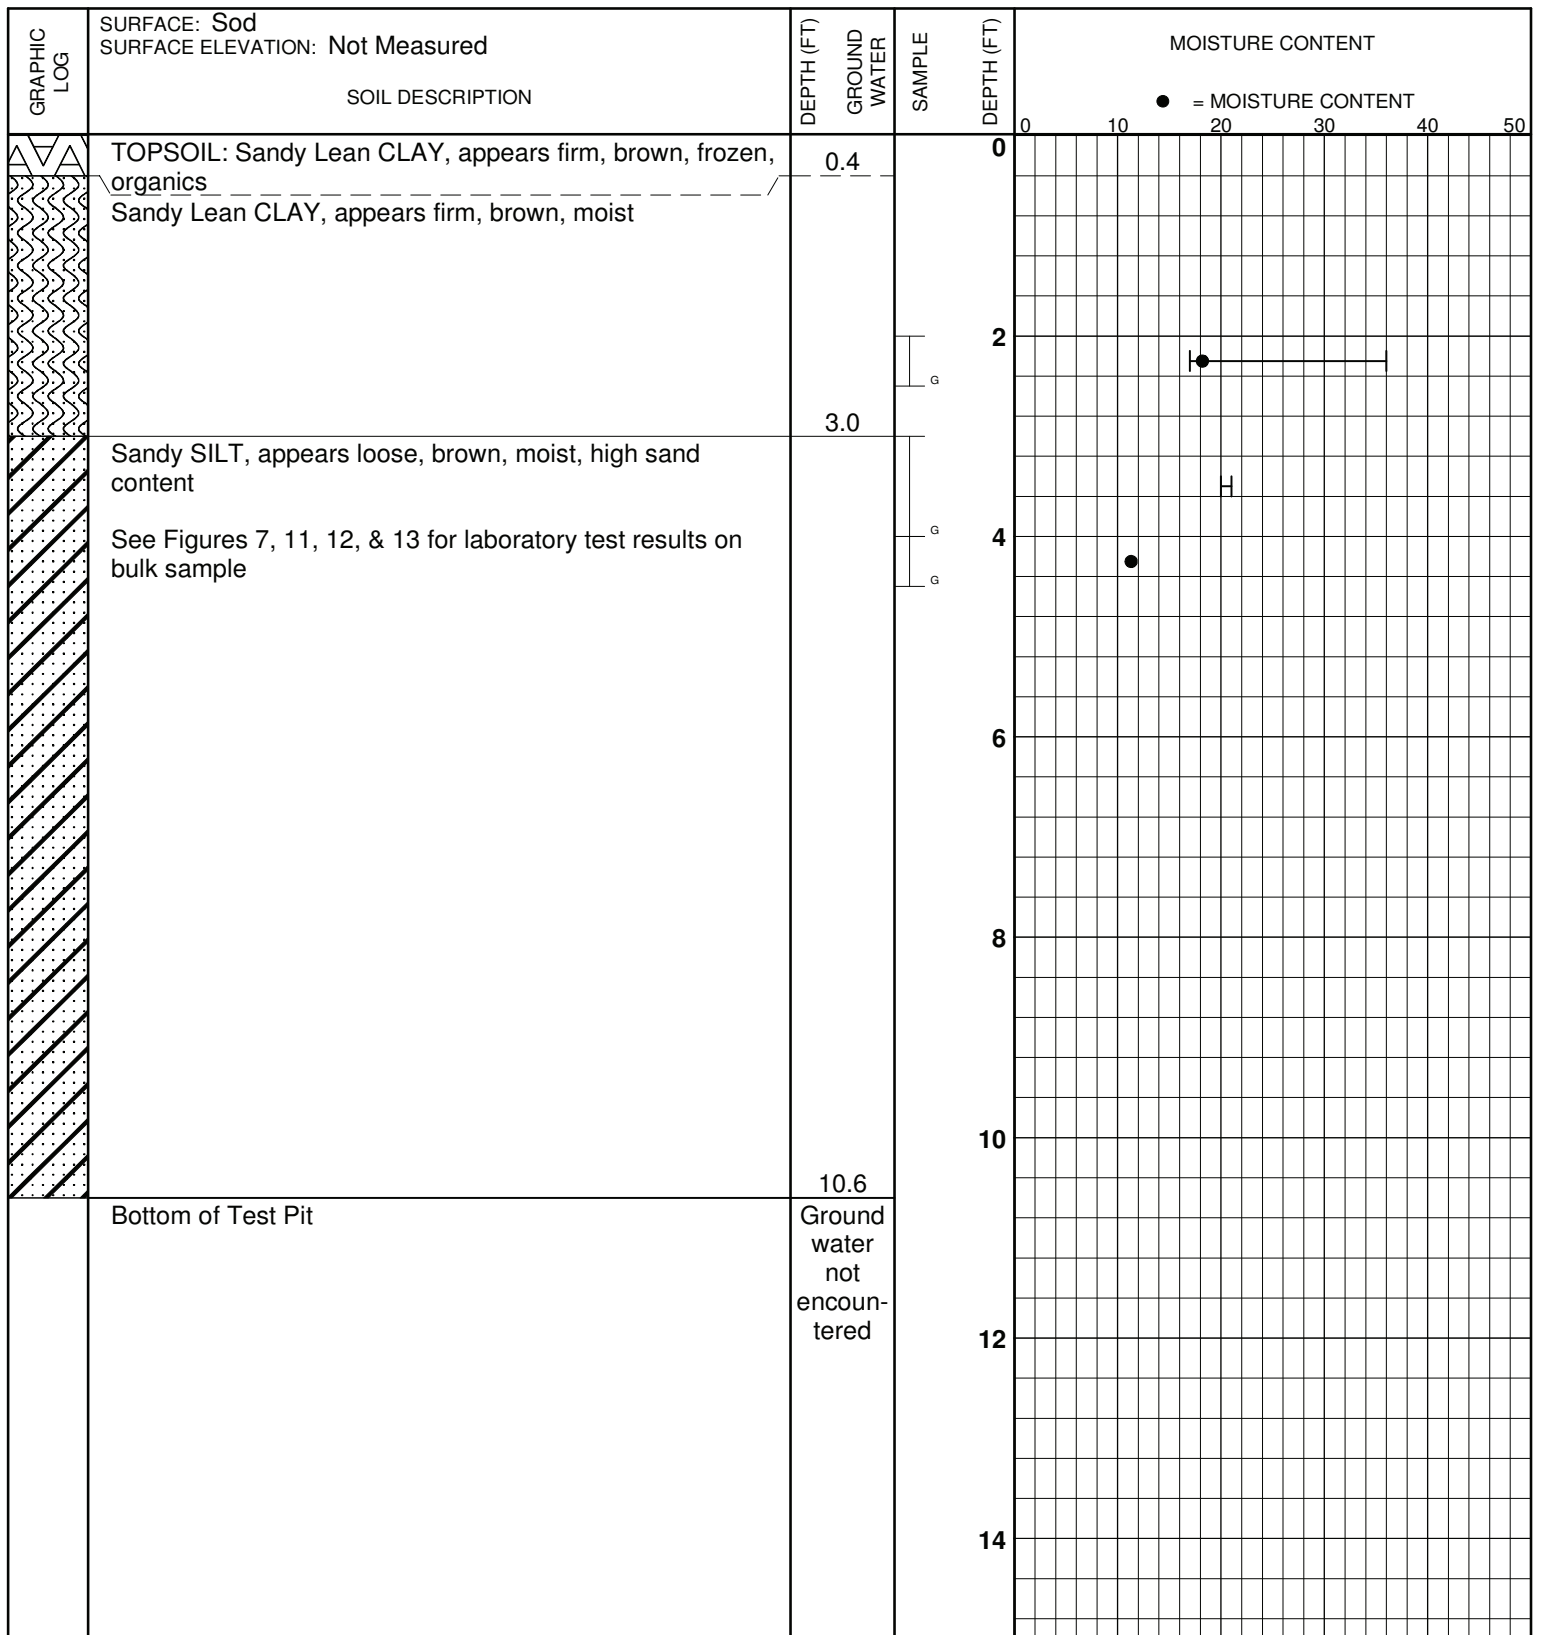 GRAPHIC
LOG
SURFACE: Sod
SURFACE ELEVATION: Not Measured
SOIL DESCRIPTION
DEPTH (FT)
GROUND
WATER
SAMPLE
DEPTH (FT)
MOISTURE CONTENT
● = MOISTURE CONTENT
0 10 20 30 40 50
TOPSOIL: Sandy Lean CLAY, appears firm, brown, frozen,
organics
0.4
0
Sandy Lean CLAY, appears firm, brown, moist
2
G
3.0
Sandy SILT, appears loose, brown, moist, high sand
content
See Figures 7, 11, 12, & 13 for laboratory test results on
bulk sample
G
4
G
6
8
10
10.6
Bottom of Test Pit
Ground
water
not
encoun-
tered
12
14